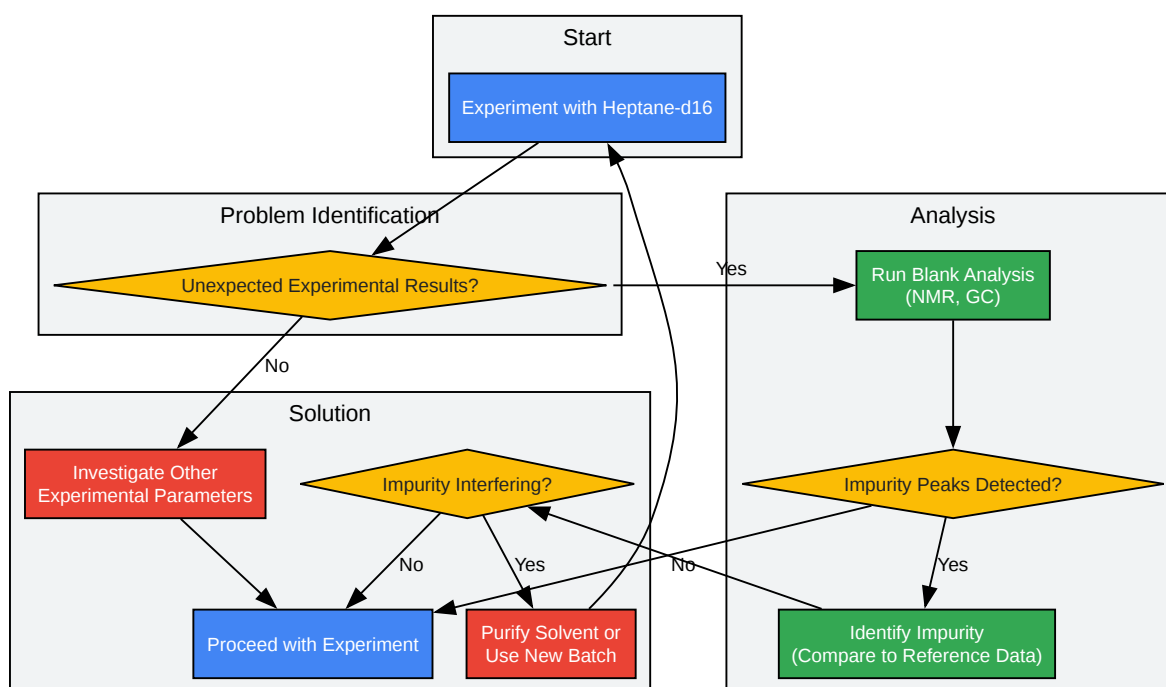 Start
Experiment with Heptane-d16
Problem Identification
Unexpected Experimental Results?
Yes
No
Analysis
Run Blank Analysis
(NMR, GC)
Impurity Peaks Detected?
Yes
No
Identify Impurity
(Compare to Reference Data)
Solution
Investigate Other
Experimental Parameters
Impurity Interfering?
No
Yes
Proceed with Experiment
Purify Solvent or
Use New Batch